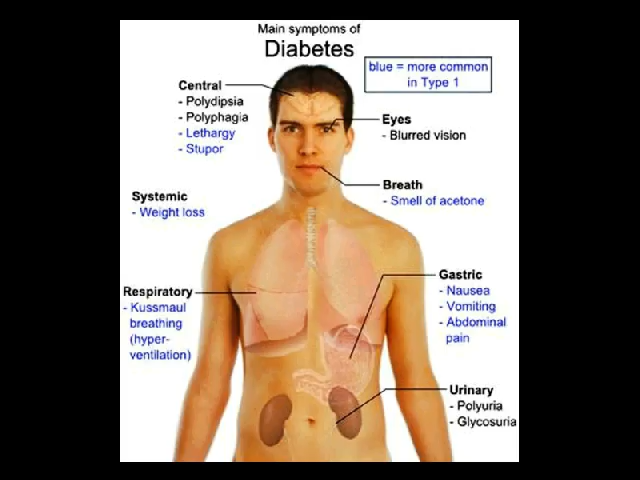 Main symptoms of
Diabetes
blue = more common
in Type 1
Central
- Polydipsia
- Polyphagia
- Lethargy
- Stupor
Eyes
- Blurred vision
Breath
- Smell of acetone
Systemic
- Weight loss
Respiratory
- Kussmaul
breathing
(hyper-
ventilation)
Gastric
- Nausea
- Vomiting
- Abdominal
pain
Urinary
- Polyuria
- Glycosuria